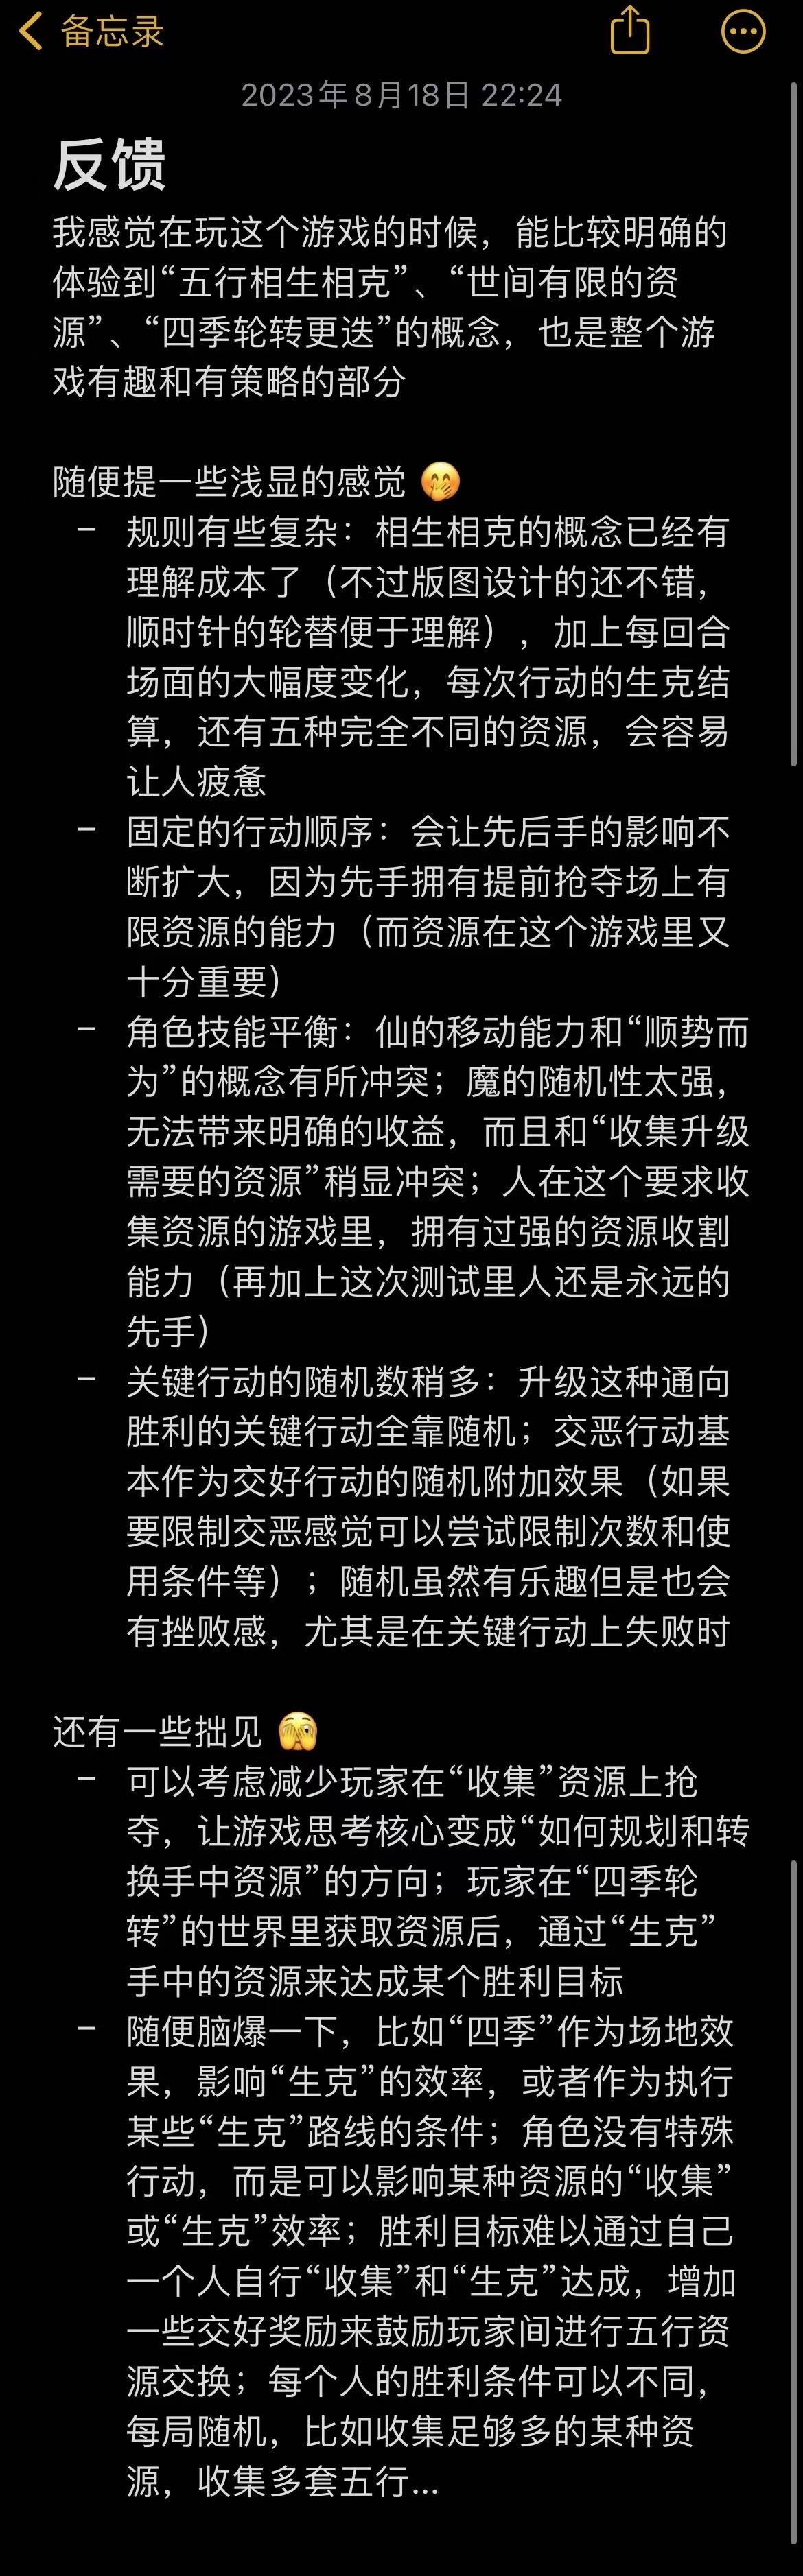 备忘录
2023年8月18日 22:24
反馈
我感觉在玩这个游戏的时候，能比较明确的
体验到“五行相生相克”、“世间有限的资
源”、“四季轮转更迭”的概念，也是整个游
戏有趣和有策略的部分
随便提一些浅显的感觉 🤭
– 规则有些复杂：相生相克的概念已经有
理解成本了（不过版图设计的还不错，
顺时针的轮替便于理解），加上每回合
场面的大幅度变化，每次行动的生克结
算，还有五种完全不同的资源，会容易
让人疲惫
– 固定的行动顺序：会让先后手的影响不
断扩大，因为先手拥有提前抢夺场上有
限资源的能力（而资源在这个游戏里又
十分重要）
– 角色技能平衡：仙的移动能力和“顺势而
为”的概念有所冲突；魔的随机性太强，
无法带来明确的收益，而且和“收集升级
需要的资源”稍显冲突；人在这个要求收
集资源的游戏里，拥有过强的资源收割
能力（再加上这次测试里人还是永远的
先手）
– 关键行动的随机数稍多：升级这种通向
胜利的关键行动全靠随机；交恶行动基
本作为交好行动的随机附加效果（如果
要限制交恶感觉可以尝试限制次数和使
用条件等）；随机虽然有乐趣但是也会
有挫败感，尤其是在关键行动上失败时
还有一些拙见 🫣
– 可以考虑减少玩家在“收集”资源上抢
夺，让游戏思考核心变成“如何规划和转
换手中资源”的方向；玩家在“四季轮
转”的世界里获取资源后，通过“生克”
手中的资源来达成某个胜利目标
– 随便脑爆一下，比如“四季”作为场地效
果，影响“生克”的效率，或者作为执行
某些“生克”路线的条件；角色没有特殊
行动，而是可以影响某种资源的“收集”
或“生克”效率；胜利目标难以通过自己
一个人自行“收集”和“生克”达成，增加
一些交好奖励来鼓励玩家间进行五行资
源交换；每个人的胜利条件可以不同，
每局随机，比如收集足够多的某种资
源，收集多套五行...